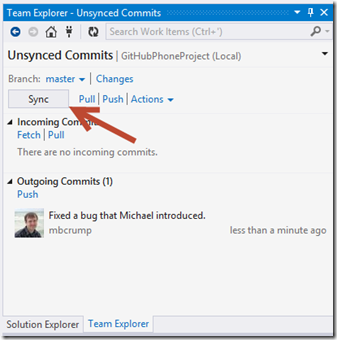 Team Explorer - Unsynced Commits
Search Work Items (Ctrl+')
Unsynced Commits | GitHubPhoneProject (Local)
Branch: master | Changes
Sync Pull | Push | Actions
Incoming Commits
Fetch | Pull
There are no incoming commits.
Outgoing Commits (1)
Push
Fixed a bug that Michael introduced.
mbcrump less than a minute ago
Solution Explorer Team Explorer